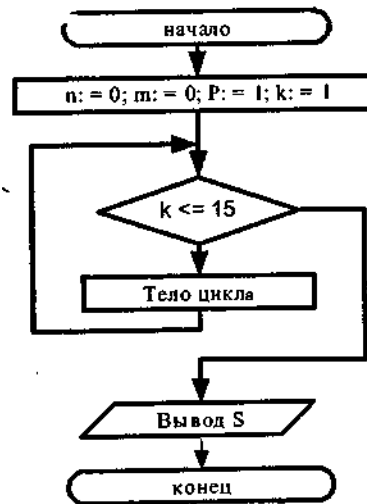 начало
n: = 0; m: = 0; P: = 1; k: = 1
k <= 15
Тело цикла
Вывод S
конец